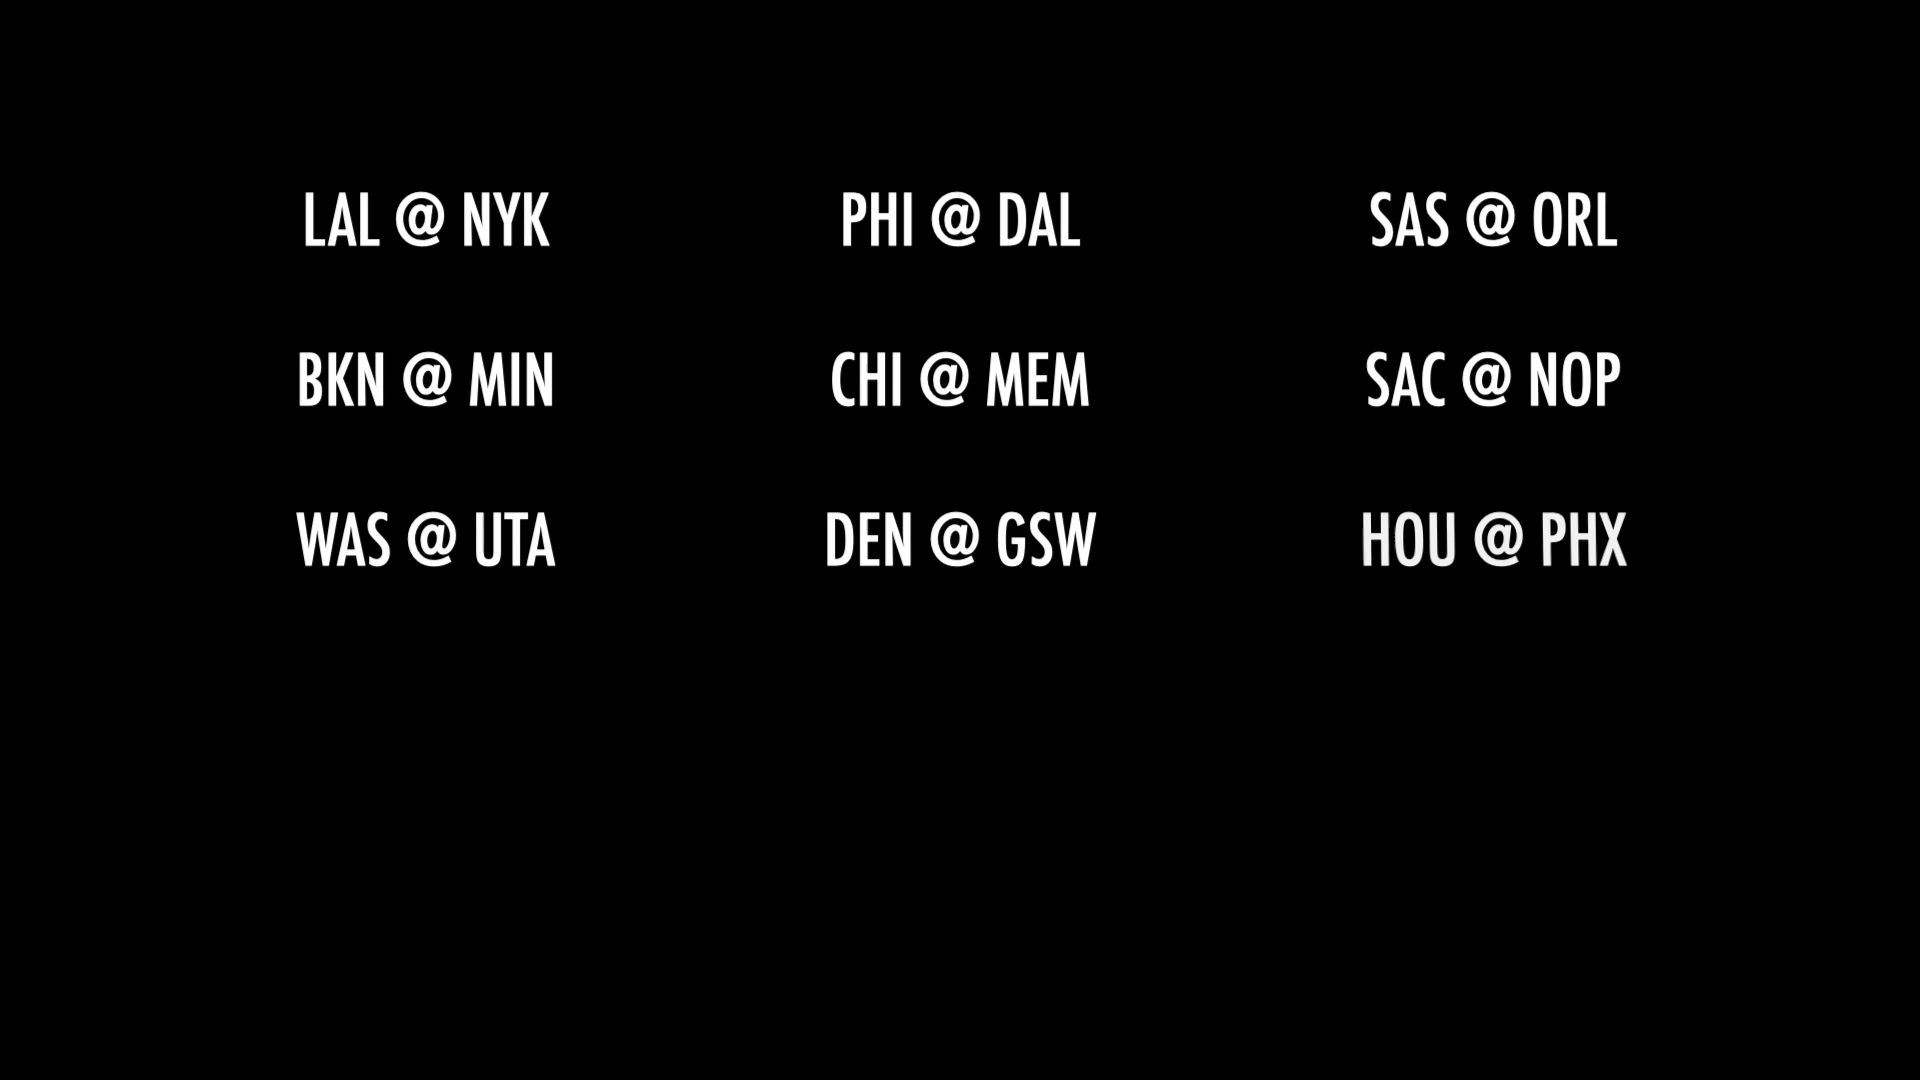 LAL @ NYK
PHI @ DAL
SAS @ ORL
BKN @ MIN
CHI @ MEM
SAC @ NOP
WAS @ UTA
DEN @ GSW
HOU @ PHX